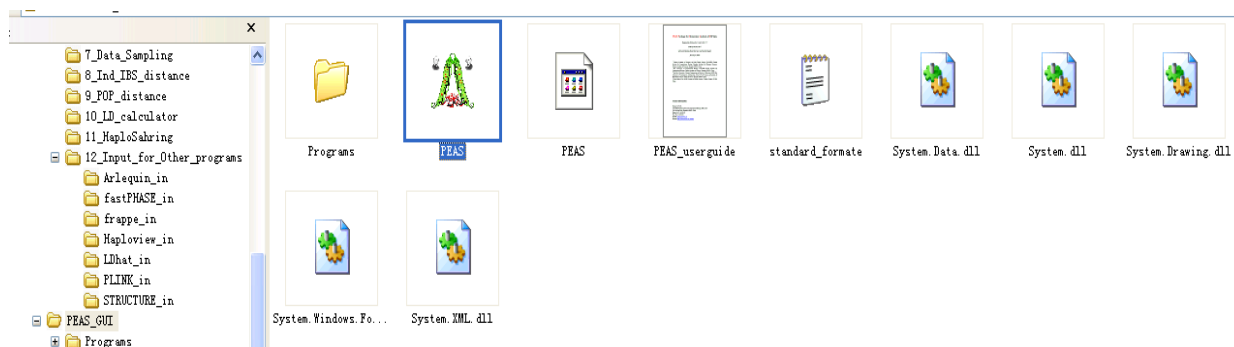 7_Data_Sampling
8_Ind_IBS_distance
9_POP_distance
10_LD_calculator
11_HaploSahring
12_Input_for_Other_programs
Arlequin_in
fastPHASE_in
frappe_in
Haploview_in
LDhat_in
PLINK_in
STRUCTURE_in
PEAS_GUI
Programs
Programs
PEAS
PEAS
PEAS_userguide
standard_formate
System.Data.dll
System.dll
System.Drawing.dll
System.Windows.Fo...
System.XML.dll